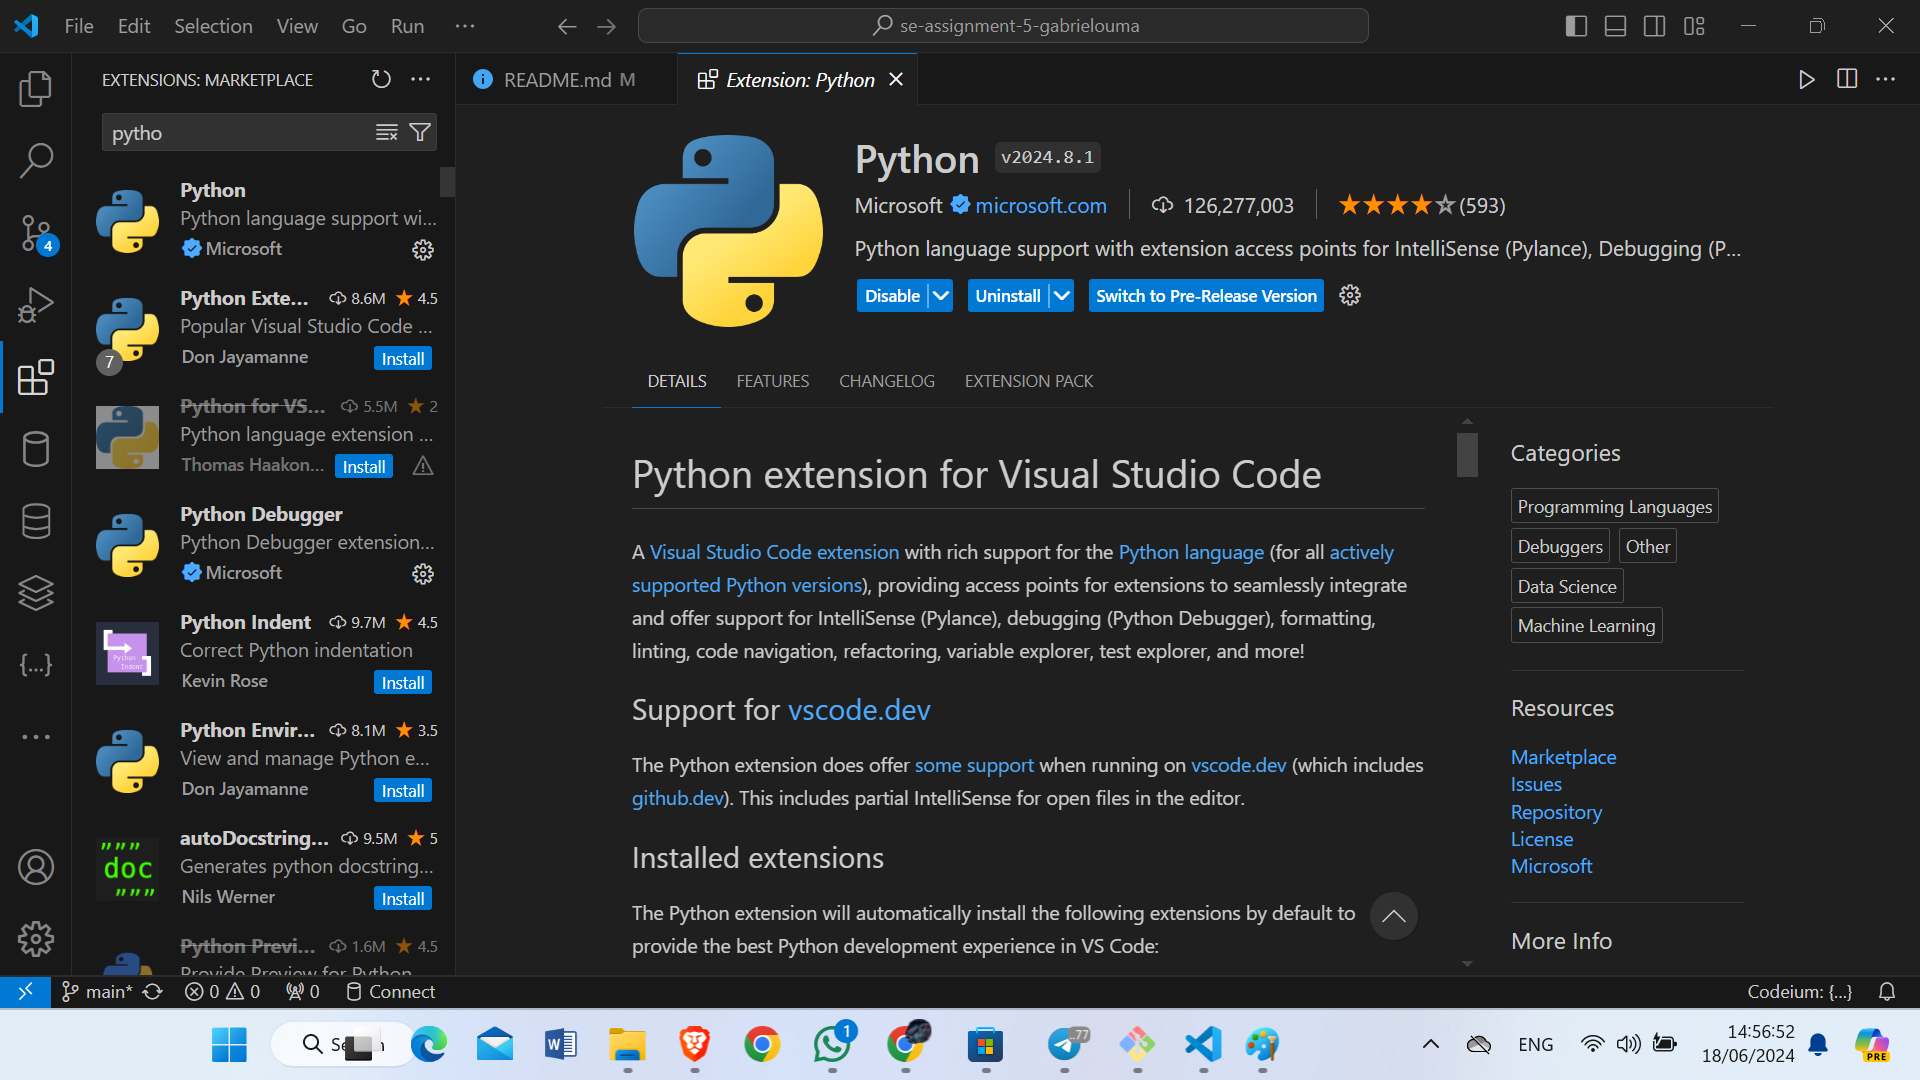 File Edit Selection View Go Run ···
se-assignment-5-gabrielouma
EXTENSIONS: MARKETPLACE
pytho
Python
Python language support wi...
Microsoft
Python Exte... 8.6M 4.5
Popular Visual Studio Code ...
Don Jayamanne Install
7
Python for VS... 5.5M 2
Python language extension ...
Thomas Haakon... Install
Python Debugger
Python Debugger extension...
Microsoft
Python Indent 9.7M 4.5
Correct Python indentation
Kevin Rose Install
Python Envir... 8.1M 3.5
View and manage Python e...
Don Jayamanne Install
autoDocstring... 9.5M 5
Generates python docstring...
Nils Werner Install
""" doc """
Python Previ... 1.6M 4.5
Provide Preview for Python
4
{...}
README.md M
Extension: Python
Python v2024.8.1
Microsoft microsoft.com 126,277,003 (593)
Python language support with extension access points for IntelliSense (Pylance), Debugging (P...
Disable Uninstall Switch to Pre-Release Version
DETAILS FEATURES CHANGELOG EXTENSION PACK
Python extension for Visual Studio Code
A Visual Studio Code extension with rich support for the Python language (for all actively
supported Python versions), providing access points for extensions to seamlessly integrate
and offer support for IntelliSense (Pylance), debugging (Python Debugger), formatting,
linting, code navigation, refactoring, variable explorer, test explorer, and more!
Support for vscode.dev
The Python extension does offer some support when running on vscode.dev (which includes
github.dev). This includes partial IntelliSense for open files in the editor.
Installed extensions
The Python extension will automatically install the following extensions by default to
provide the best Python development experience in VS Code:
Categories
Programming Languages
Debuggers Other
Data Science
Machine Learning
Resources
Marketplace
Issues
Repository
License
Microsoft
More Info
main* 0 0 0 Connect
Codeium: {...}
1
77
ENG
14:56:52
18/06/2024
PRE